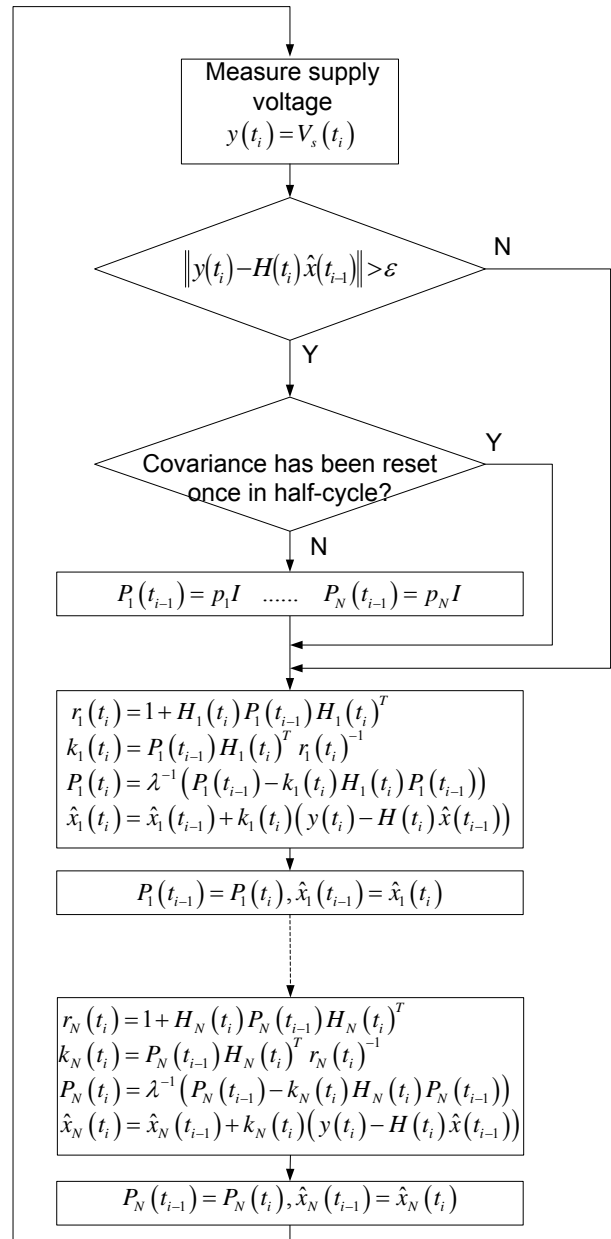 Measure supply
voltage
y(t_i)=V_s(t_i)
‖y(t_i)−H(t_i)x̂(t_{i−1})‖>ε
N
Y
Covariance has been reset
once in half-cycle?
Y
N
P_1(t_{i−1})=p_1I ...... P_N(t_{i−1})=p_NI
r_1(t_i)=1+H_1(t_i)P_1(t_{i−1})H_1(t_i)^T
k_1(t_i)=P_1(t_{i−1})H_1(t_i)^T r_1(t_i)^{−1}
P_1(t_i)=λ^{−1}(P_1(t_{i−1})−k_1(t_i)H_1(t_i)P_1(t_{i−1}))
x̂_1(t_i)=x̂_1(t_{i−1})+k_1(t_i)(y(t_i)−H(t_i)x̂(t_{i−1}))
P_1(t_{i−1})=P_1(t_i),x̂_1(t_{i−1})=x̂_1(t_i)
r_N(t_i)=1+H_N(t_i)P_N(t_{i−1})H_N(t_i)^T
k_N(t_i)=P_N(t_{i−1})H_N(t_i)^T r_N(t_i)^{−1}
P_N(t_i)=λ^{−1}(P_N(t_{i−1})−k_N(t_i)H_N(t_i)P_N(t_{i−1}))
x̂_N(t_i)=x̂_N(t_{i−1})+k_N(t_i)(y(t_i)−H(t_i)x̂(t_{i−1}))
P_N(t_{i−1})=P_N(t_i),x̂_N(t_{i−1})=x̂_N(t_i)